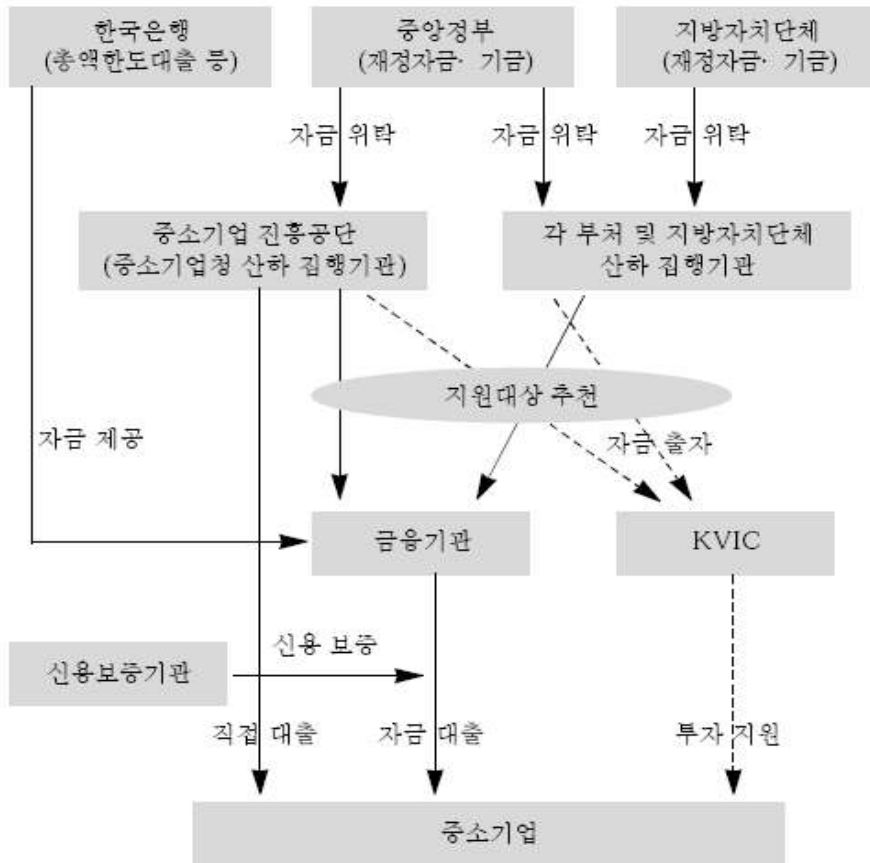 한국은행
(총액한도대출 등)
중앙정부
(재정자금· 기금)
지방자치단체
(재정자금· 기금)
자금 위탁
자금 위탁
자금 위탁
중소기업 진흥공단
(중소기업청 산하 집행기관)
각 부처 및 지방자치단체
산하 집행기관
지원대상 추천
자금 제공
자금 출자
금융기관
KVIC
신용 보증
신용보증기관
직접 대출
자금 대출
투자 지원
중소기업